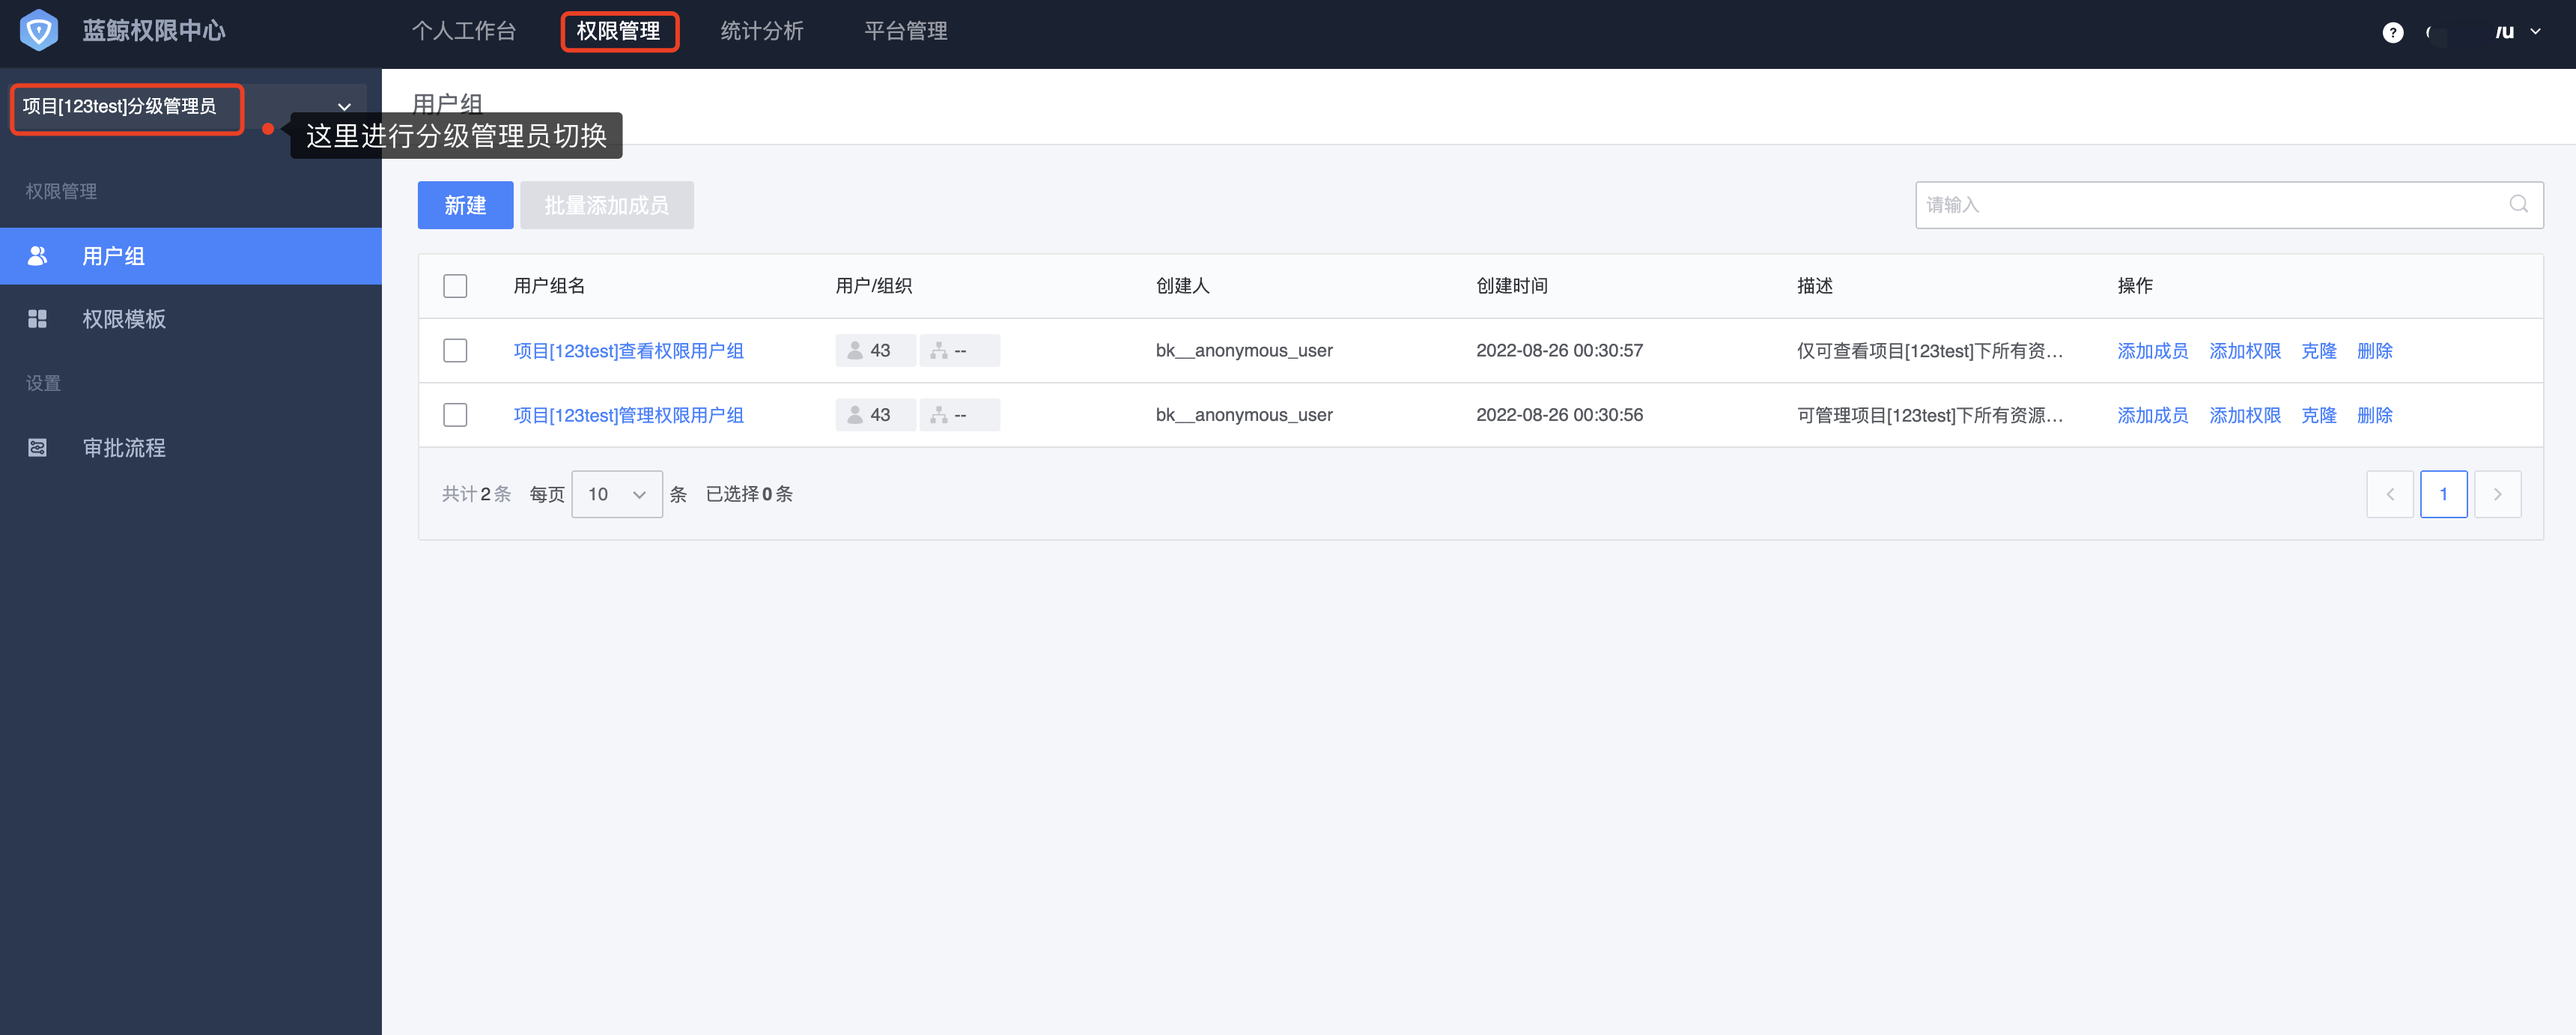 蓝鲸权限中心
个人工作台 权限管理 统计分析 平台管理
项目[123test]分级管理员
这里进行分级管理员切换
用户组
权限管理
用户组
权限模板
设置
审批流程
新建 批量添加成员
请输入
用户组名 用户/组织 创建人 创建时间 描述 操作
项目[123test]查看权限用户组 43 -- bk__anonymous_user 2022-08-26 00:30:57 仅可查看项目[123test]下所有资... 添加成员 添加权限 克隆 删除
项目[123test]管理权限用户组 43 -- bk__anonymous_user 2022-08-26 00:30:56 可管理项目[123test]下所有资源... 添加成员 添加权限 克隆 删除
共计2条 每页 10 条 已选择0条
1